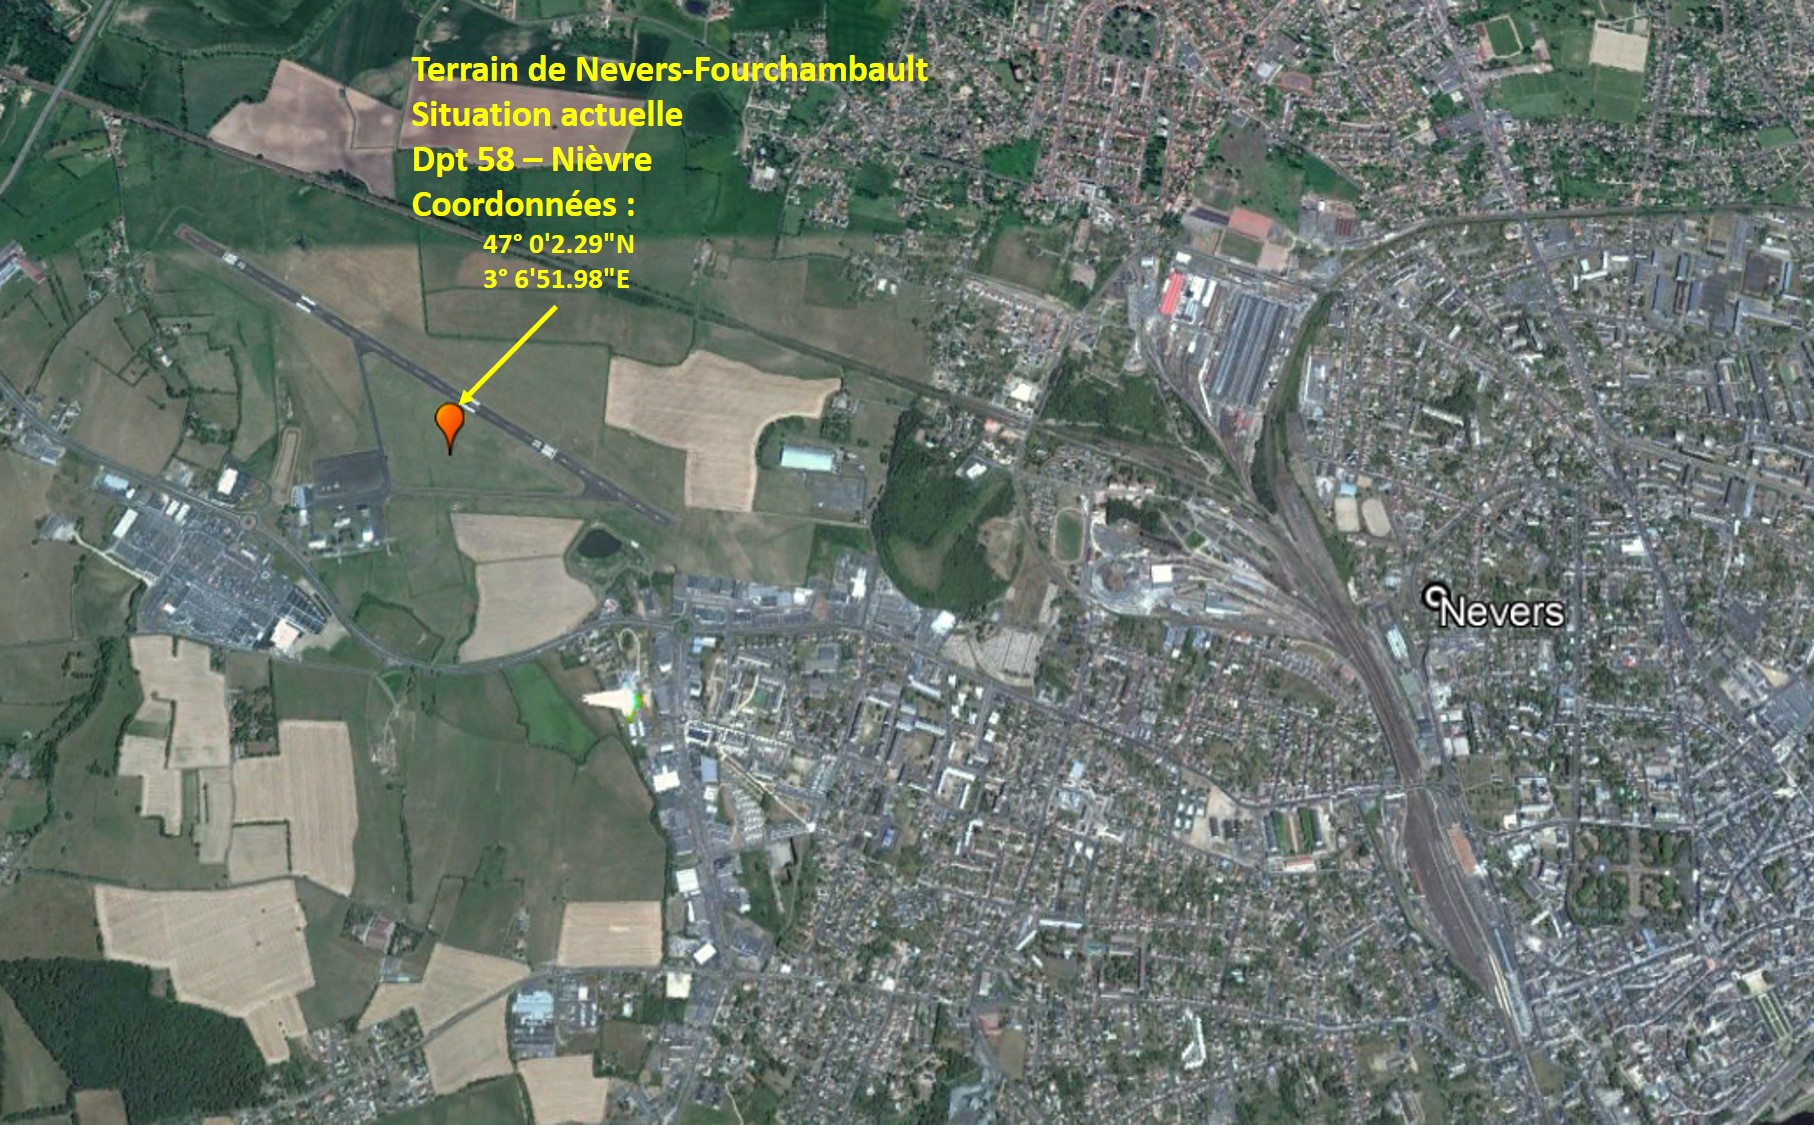 Terrain de Nevers-Fourchambault
Situation actuelle
Dpt 58 – Nièvre
Coordonnées :
47° 0'2.29"N
3° 6'51.98"E
Nevers